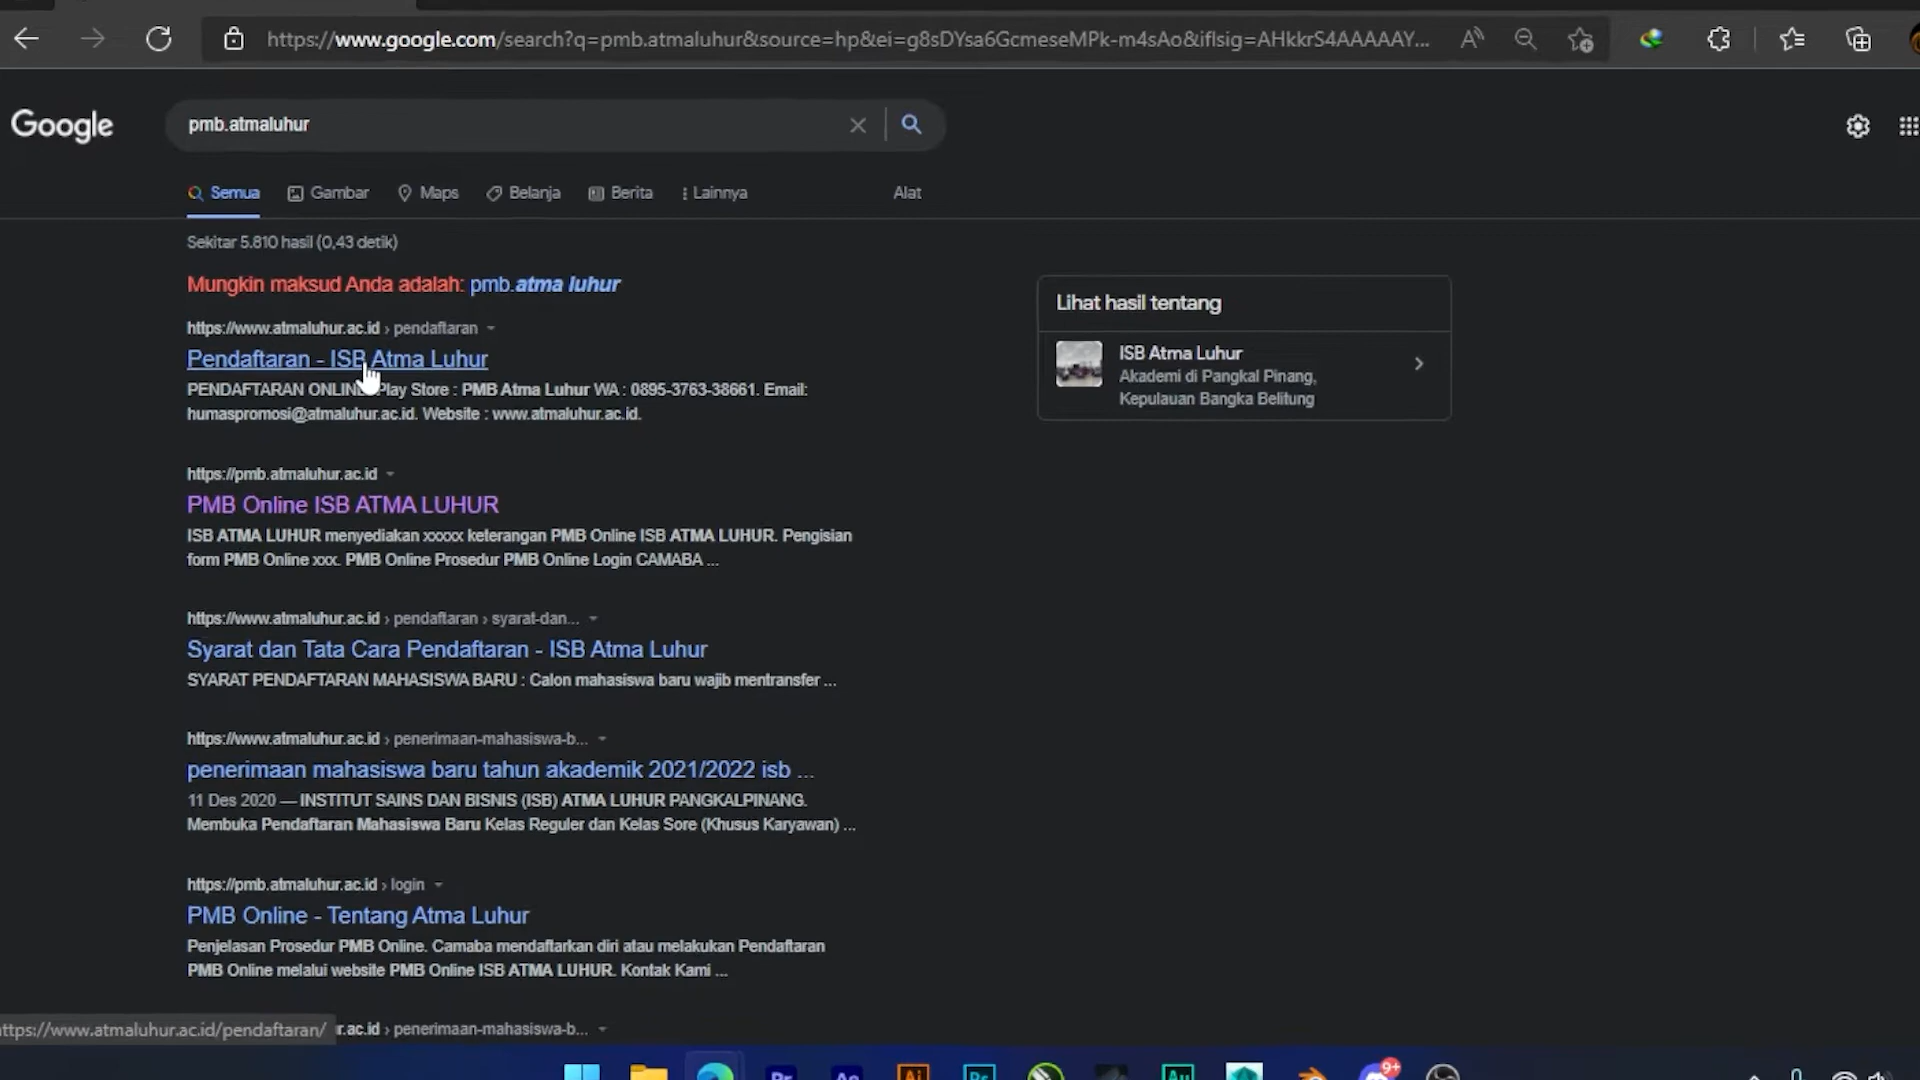 https://www.google.com/search?q=pmb.atmaluhur&source=hp&ei=g8sDYsa6GcmeseMPk-m4sAo&iflsig=AHkkrS4AAAAAY...
Google
pmb.atmaluhur
Semua Gambar Maps Belanja Berita Lainnya Alat
Sekitar 5.810 hasil (0,43 detik)
Mungkin maksud Anda adalah: pmb.atma luhur
https://www.atmaluhur.ac.id › pendaftaran
Pendaftaran - ISB Atma Luhur
PENDAFTARAN ONLINE Play Store : PMB Atma Luhur WA : 0895-3763-38661. Email:
humaspromosi@atmaluhur.ac.id. Website : www.atmaluhur.ac.id.
https://pmb.atmaluhur.ac.id
PMB Online ISB ATMA LUHUR
ISB ATMA LUHUR menyediakan xxxxx keterangan PMB Online ISB ATMA LUHUR. Pengisian
form PMB Online xxx. PMB Online Prosedur PMB Online Login CAMABA ...
https://www.atmaluhur.ac.id › pendaftaran › syarat-dan...
Syarat dan Tata Cara Pendaftaran - ISB Atma Luhur
SYARAT PENDAFTARAN MAHASISWA BARU : Calon mahasiswa baru wajib mentransfer ...
https://www.atmaluhur.ac.id › penerimaan-mahasiswa-b...
penerimaan mahasiswa baru tahun akademik 2021/2022 isb ...
11 Des 2020 — INSTITUT SAINS DAN BISNIS (ISB) ATMA LUHUR PANGKALPINANG.
Membuka Pendaftaran Mahasiswa Baru Kelas Reguler dan Kelas Sore (Khusus Karyawan) ...
https://pmb.atmaluhur.ac.id › login
PMB Online - Tentang Atma Luhur
Penjelasan Prosedur PMB Online. Camaba mendaftarkan diri atau melakukan Pendaftaran
PMB Online melalui website PMB Online ISB ATMA LUHUR. Kontak Kami ...
r.ac.id › penerimaan-mahasiswa-b...
ttps://www.atmaluhur.ac.id/pendaftaran/
Lihat hasil tentang
ISB Atma Luhur
Akademi di Pangkal Pinang,
Kepulauan Bangka Belitung
Pr Ae Ai Au 9+